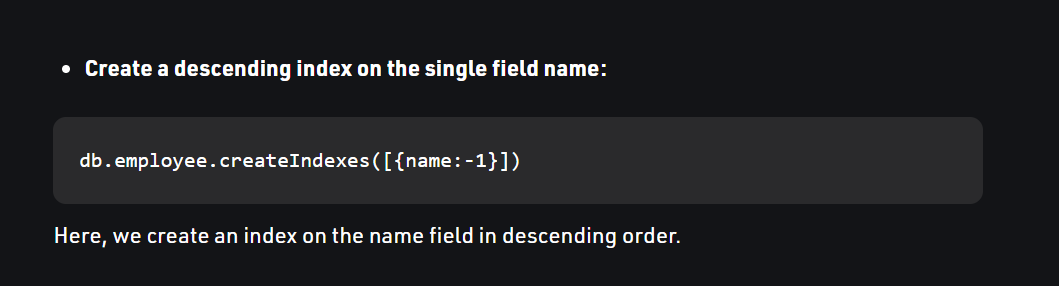 Create a descending index on the single field name:
db.employee.createIndexes([{name:-1}])
Here, we create an index on the name field in descending order.